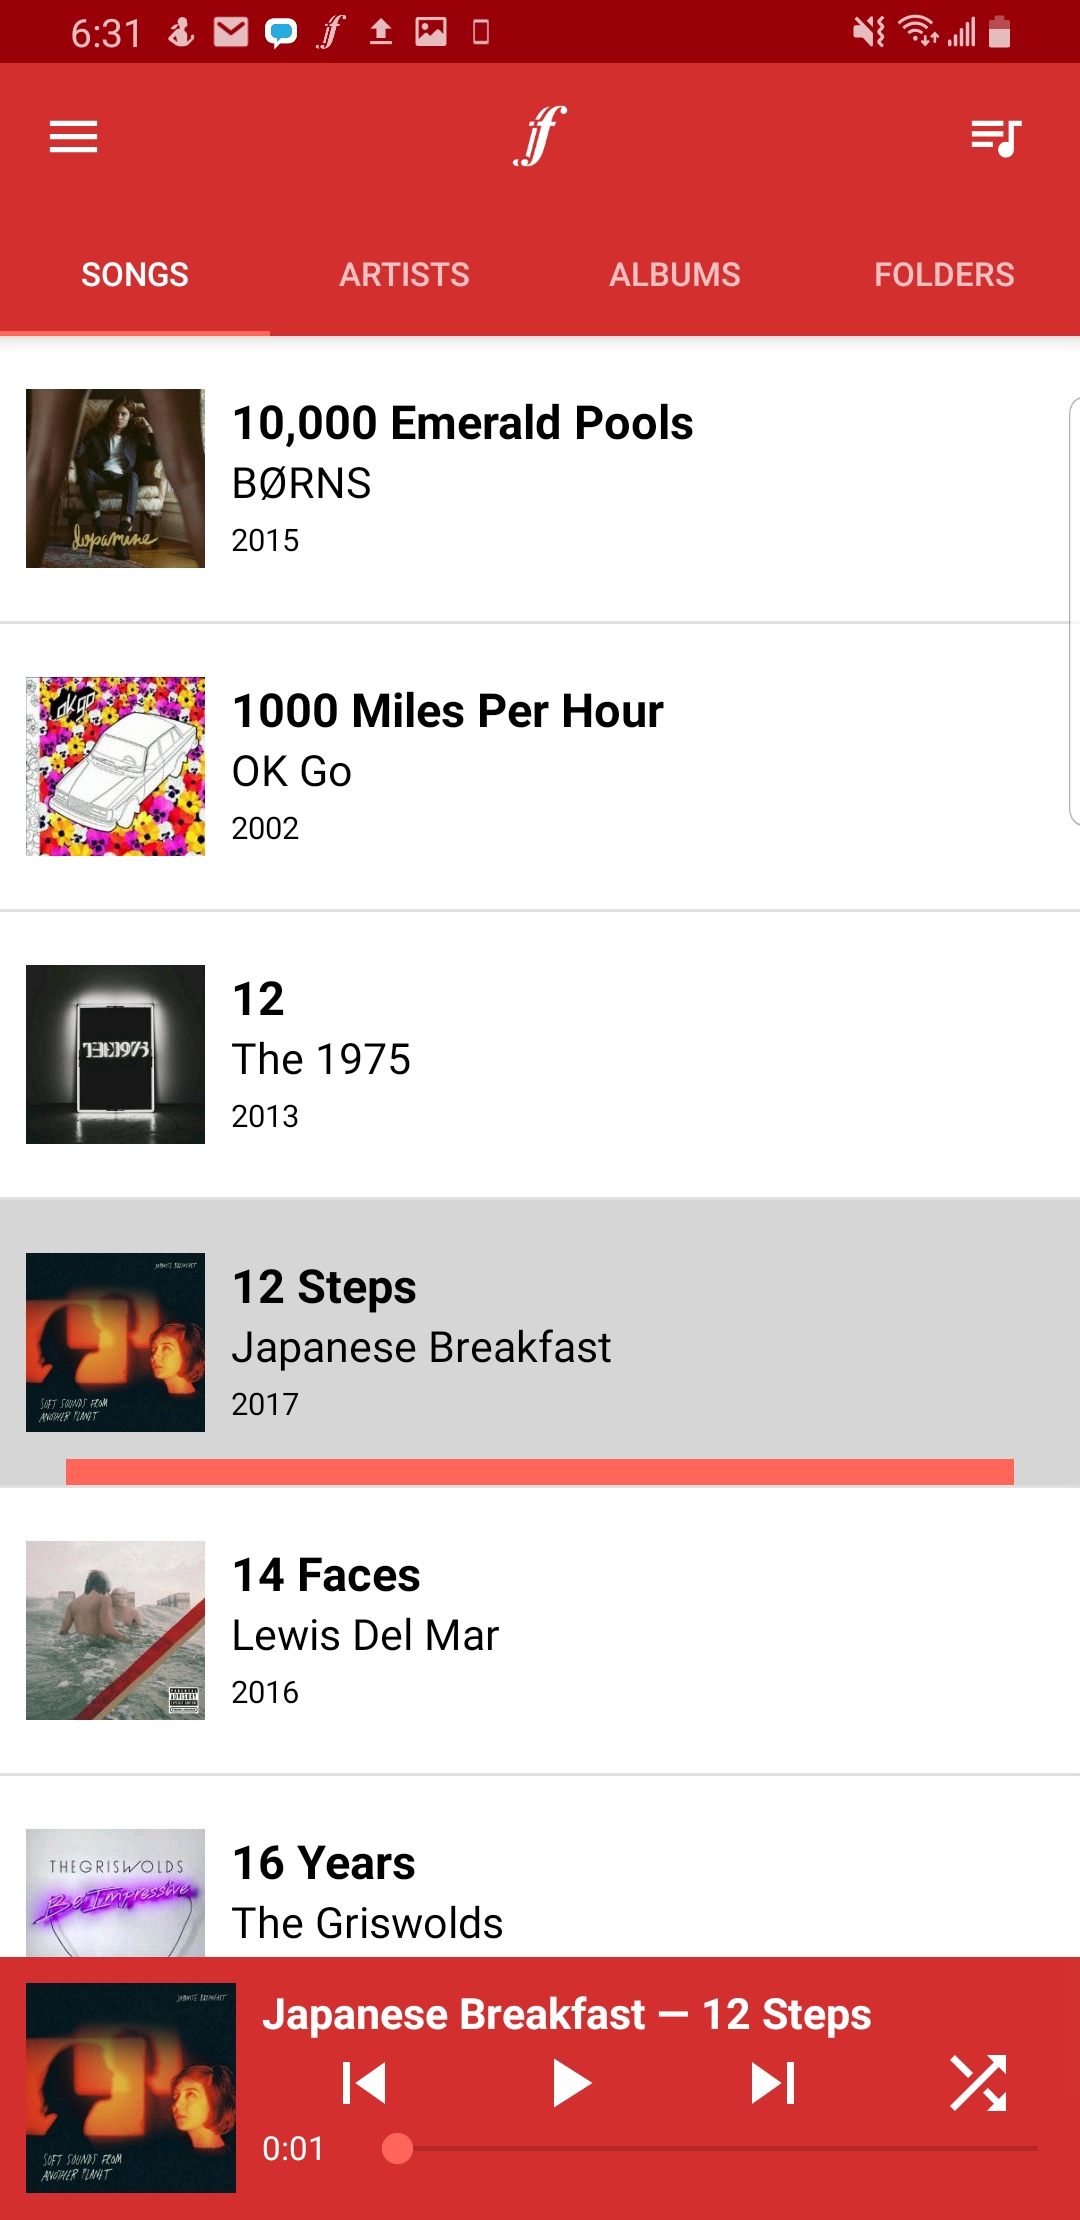 6:31
SONGS
ARTISTS
ALBUMS
FOLDERS
dopamine
10,000 Emerald Pools
BØRNS
2015
ok go
1000 Miles Per Hour
OK Go
2002
THE1975
12
The 1975
2013
JAPANESE BREAKFAST
SOFT SOUNDS FROM
ANOTHER PLANET
12 Steps
Japanese Breakfast
2017
14 Faces
Lewis Del Mar
2016
THEGRISWOLDS
Be Impressive
16 Years
The Griswolds
JAPANESE BREAKFAST
SOFT SOUNDS FROM
ANOTHER PLANET
Japanese Breakfast — 12 Steps
0:01